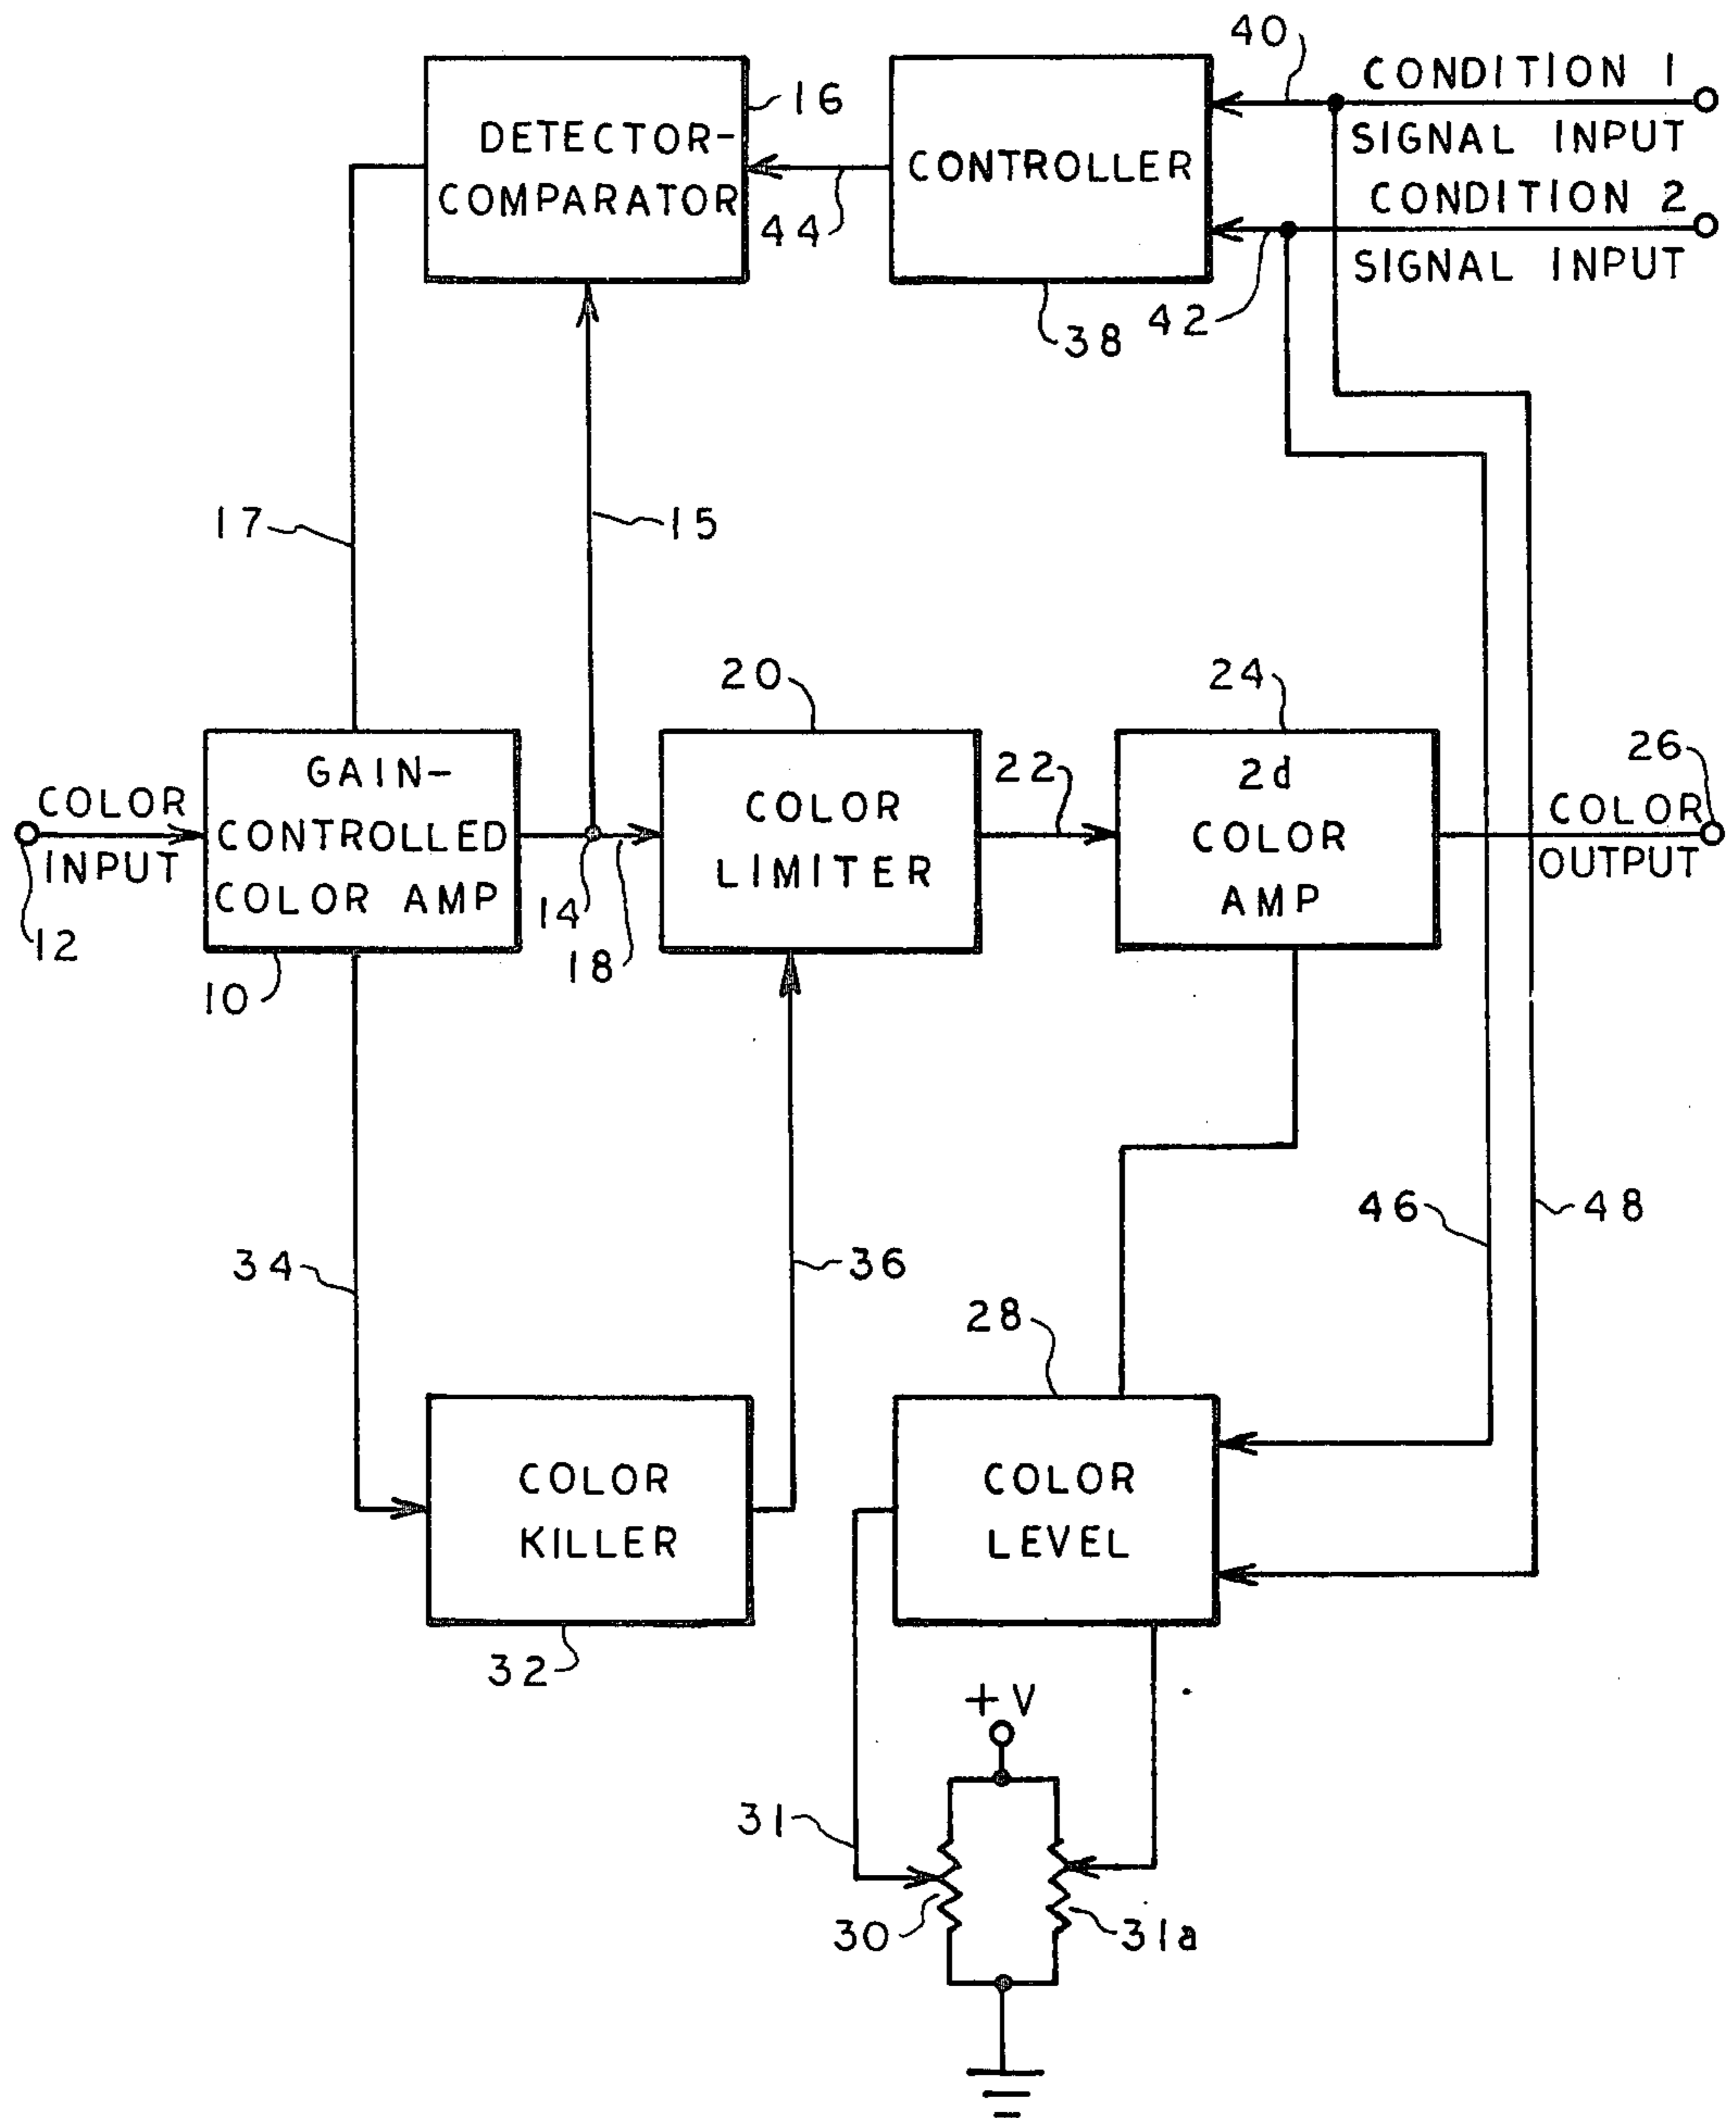 40
CONDITION 1
SIGNAL INPUT
16
DETECTOR-
COMPARATOR
CONTROLLER
44
CONDITION 2
SIGNAL INPUT
42
38
17
15
20
24
26
GAIN-
CONTROLLED
COLOR AMP
COLOR
INPUT
12
10
14
18
COLOR
LIMITER
22
2d
COLOR
AMP
COLOR
OUTPUT
46
48
34
36
28
COLOR
KILLER
32
COLOR
LEVEL
+V
31
30
31a